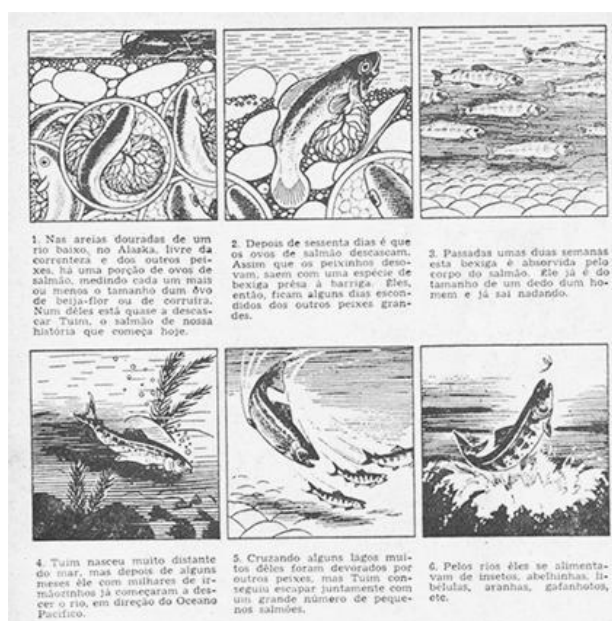 1. Nas areias douradas de um
rio baixo, no Alaska, livre da
correnteza e dos outros pei-
xes, há uma porção de ovos de
salmão, medindo cada um mais
ou menos o tamanho dum ôvo
de beija-flor ou de corruira.
Num dêles está quase a descas-
car Tuim, o salmão de nossa
história que começa hoje.
2. Depois de sessenta dias é que
os ovos de salmão descascam.
Assim que os peixinhos deso-
vam, saem com uma espécie de
bexiga prêsa à barriga. Êles,
então, ficam alguns dias escon-
didos dos outros peixes gran-
des.
3. Passadas umas duas semanas
esta bexiga é absorvida pelo
corpo do salmão. Êle já é do
tamanho de um dedo dum ho-
mem e já sai nadando.
4. Tuim nasceu muito distante
do mar, mas depois de alguns
meses êle com milhares de ir-
mãozinhos já começaram a des-
cer o rio, em direção do Oceano
Pacífico.
5. Cruzando alguns lagos mui-
tos dêles foram devorados por
outros peixes, mas Tuim con-
seguiu escapar juntamente com
um grande número de peque-
nos salmões.
6. Pelos rios êles se alimenta-
vam de insetos, abelhinhas, li-
bélulas, aranhas, gafanhotos,
etc.